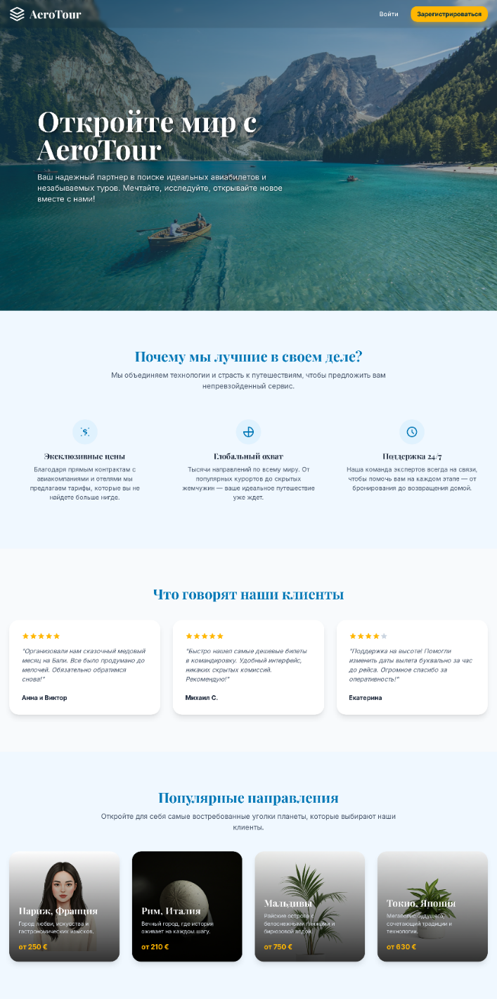 AeroTour
Войти
Зарегистрироваться
Откройте мир с
AeroTour
Ваш надежный партнер в поиске идеальных авиабилетов и
незабываемых туров. Мечтайте, исследуйте, открывайте новое
вместе с нами!
Почему мы лучшие в своем деле?
Мы объединяем технологии и страсть к путешествиям, чтобы предложить вам
непревзойденный сервис.
Эксклюзивные цены
Благодаря прямым контрактам с
авиакомпаниями и отелями мы
предлагаем тарифы, которые вы не
найдете больше нигде.
Глобальный охват
Тысячи направлений по всему миру. От
популярных курортов до скрытых
жемчужин — ваше идеальное путешествие
уже ждет.
Поддержка 24/7
Наша команда экспертов всегда на связи,
чтобы помочь вам на каждом этапе — от
бронирования до возвращения домой.
Что говорят наши клиенты
"Организовали нам сказочный медовый
месяц на Бали. Все было продумано до
мелочей. Обязательно обратимся
снова!"
Анна и Виктор
"Быстро нашел самые дешевые билеты
в командировку. Удобный интерфейс,
никаких скрытых комиссий.
Рекомендую!"
Михаил С.
"Поддержка на высоте! Помогли
изменить даты вылета буквально за час
до рейса. Огромное спасибо за
оперативность!"
Екатерина
Популярные направления
Откройте для себя самые востребованные уголки планеты, которые выбирают наши
клиенты.
Париж, Франция
Город любви, искусства и
гастрономических изысков.
от 250 €
Рим, Италия
Вечный город, где история
оживает на каждом шагу.
от 210 €
Мальдивы
Райские острова с
белоснежными пляжами и
бирюзовой водой.
от 750 €
Токио, Япония
Мегаполис будущего,
сочетающий традиции и
технологии.
от 630 €